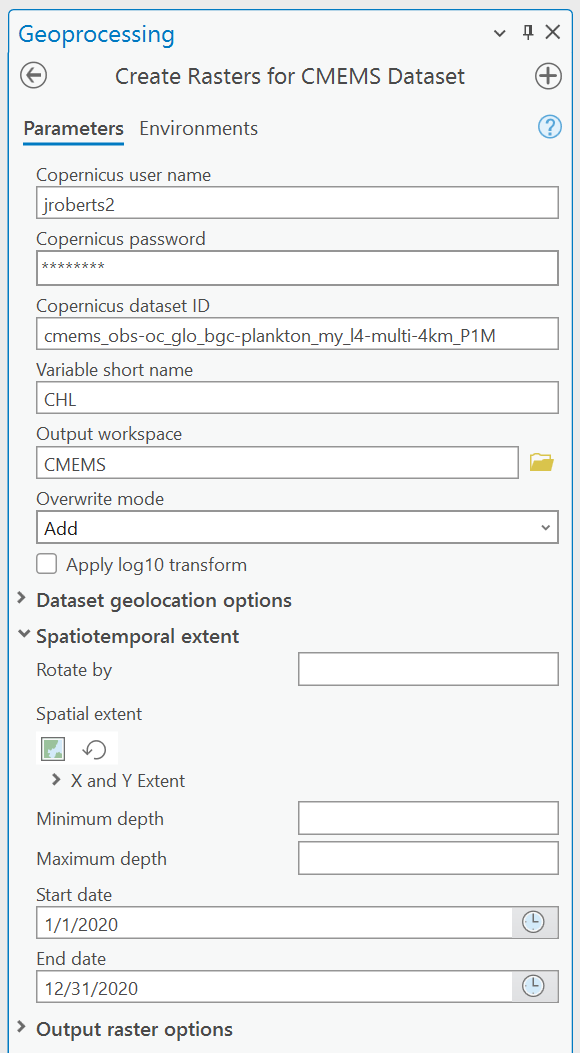 Geoprocessing
Create Rasters for CMEMS Dataset
Parameters Environments
?
Copernicus user name
jroberts2
Copernicus password
********
Copernicus dataset ID
cmems_obs-oc_glo_bgc-plankton_my_l4-multi-4km_P1M
Variable short name
CHL
Output workspace
CMEMS
Overwrite mode
Add
Apply log10 transform
Dataset geolocation options
Spatiotemporal extent
Rotate by
Spatial extent
X and Y Extent
Minimum depth
Maximum depth
Start date
1/1/2020
End date
12/31/2020
Output raster options